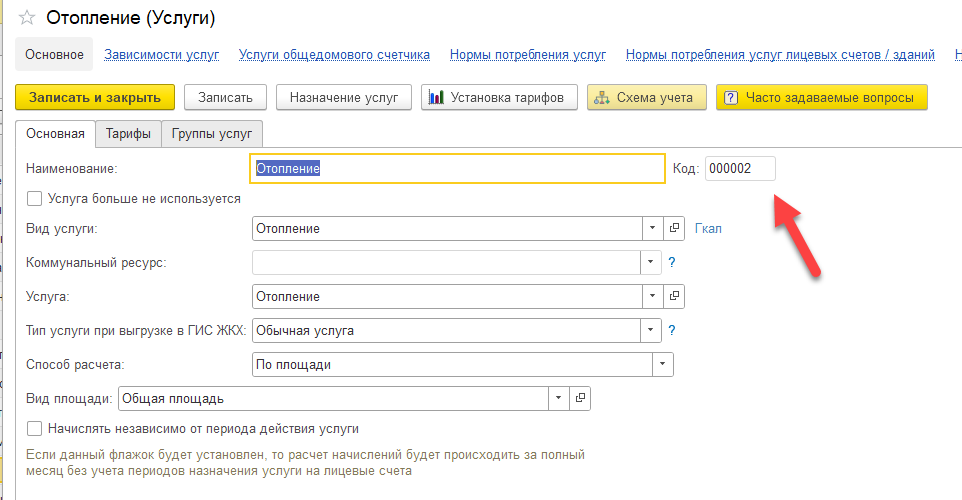 Отопление (Услуги)
Основное Зависимости услуг Услуги общедомового счетчика Нормы потребления услуг Нормы потребления услуг лицевых счетов / зданий
Записать и закрыть Записать Назначение услуг Установка тарифов Схема учета ? Часто задаваемые вопросы
Основная Тарифы Группы услуг
Наименование: Отопление Код: 000002
Услуга больше не используется
Вид услуги: Отопление Гкал
Коммунальный ресурс: ?
Услуга: Отопление
Тип услуги при выгрузке в ГИС ЖКХ: Обычная услуга ?
Способ расчета: По площади
Вид площади: Общая площадь
Начислять независимо от периода действия услуги
Если данный флажок будет установлен, то расчет начислений будет происходить за полный
месяц без учета периодов назначения услуги на лицевые счета